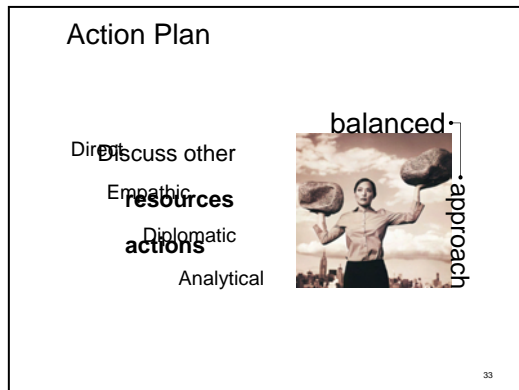 Action Plan
balanced
approach
Direct
Discuss other
Empathic
resources
Diplomatic
actions
Analytical
33